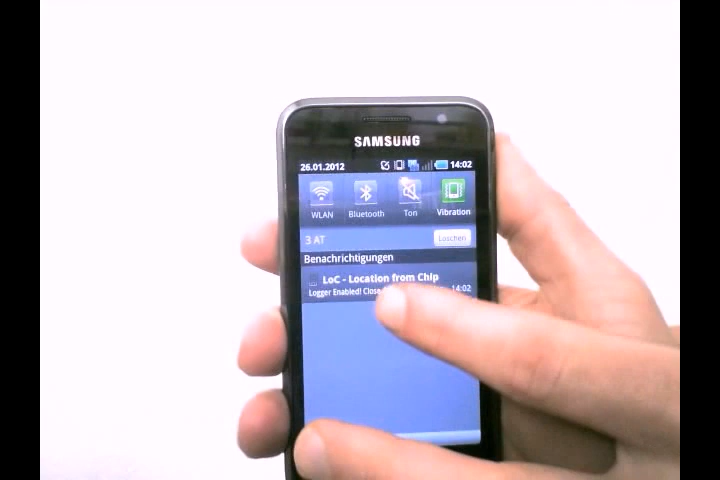 SAMSUNG
26.01.2012 14:02
WLAN Bluetooth Ton Vibration
3 AT Löschen
Benachrichtigungen
LoC - Location from Chip
Logger Enabled! Close 14:02